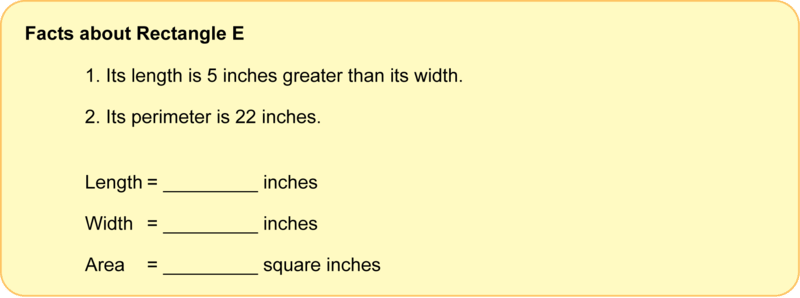 Facts about Rectangle E
1. Its length is 5 inches greater than its width.
2. Its perimeter is 22 inches.
Length = _________ inches
Width = _________ inches
Area = _________ square inches